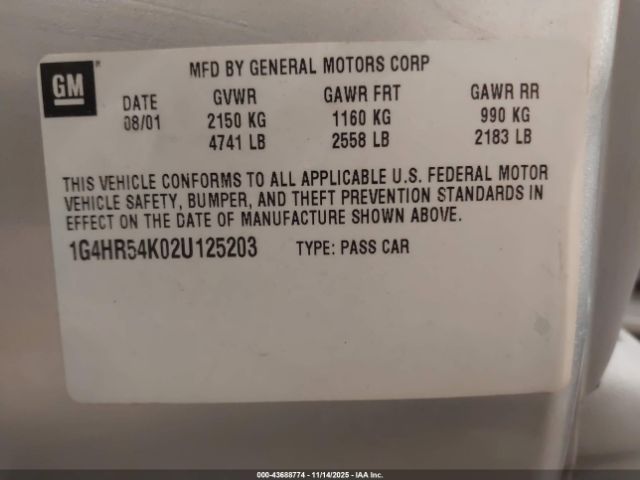 GM
MFD BY GENERAL MOTORS CORP
DATE GVWR GAWR FRT GAWR RR
08/01 2150 KG 1160 KG 990 KG
4741 LB 2558 LB 2183 LB
THIS VEHICLE CONFORMS TO ALL APPLICABLE U.S. FEDERAL MOTOR
VEHICLE SAFETY, BUMPER, AND THEFT PREVENTION STANDARDS IN
EFFECT ON THE DATE OF MANUFACTURE SHOWN ABOVE.
1G4HR54K02U125203 TYPE: PASS CAR
000-43688774 - 11/14/2025 - IAA Inc.